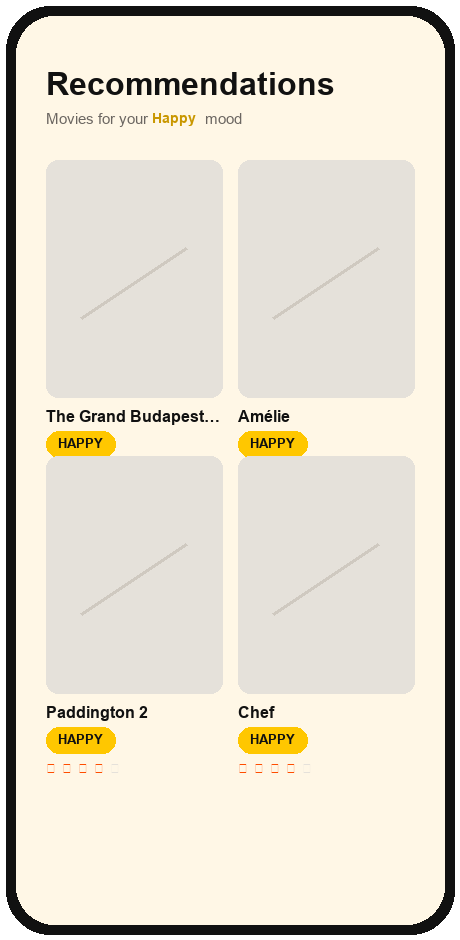 Recommendations
Movies for your Happy mood
The Grand Budapest… Amélie
HAPPY HAPPY
Paddington 2 Chef
HAPPY HAPPY